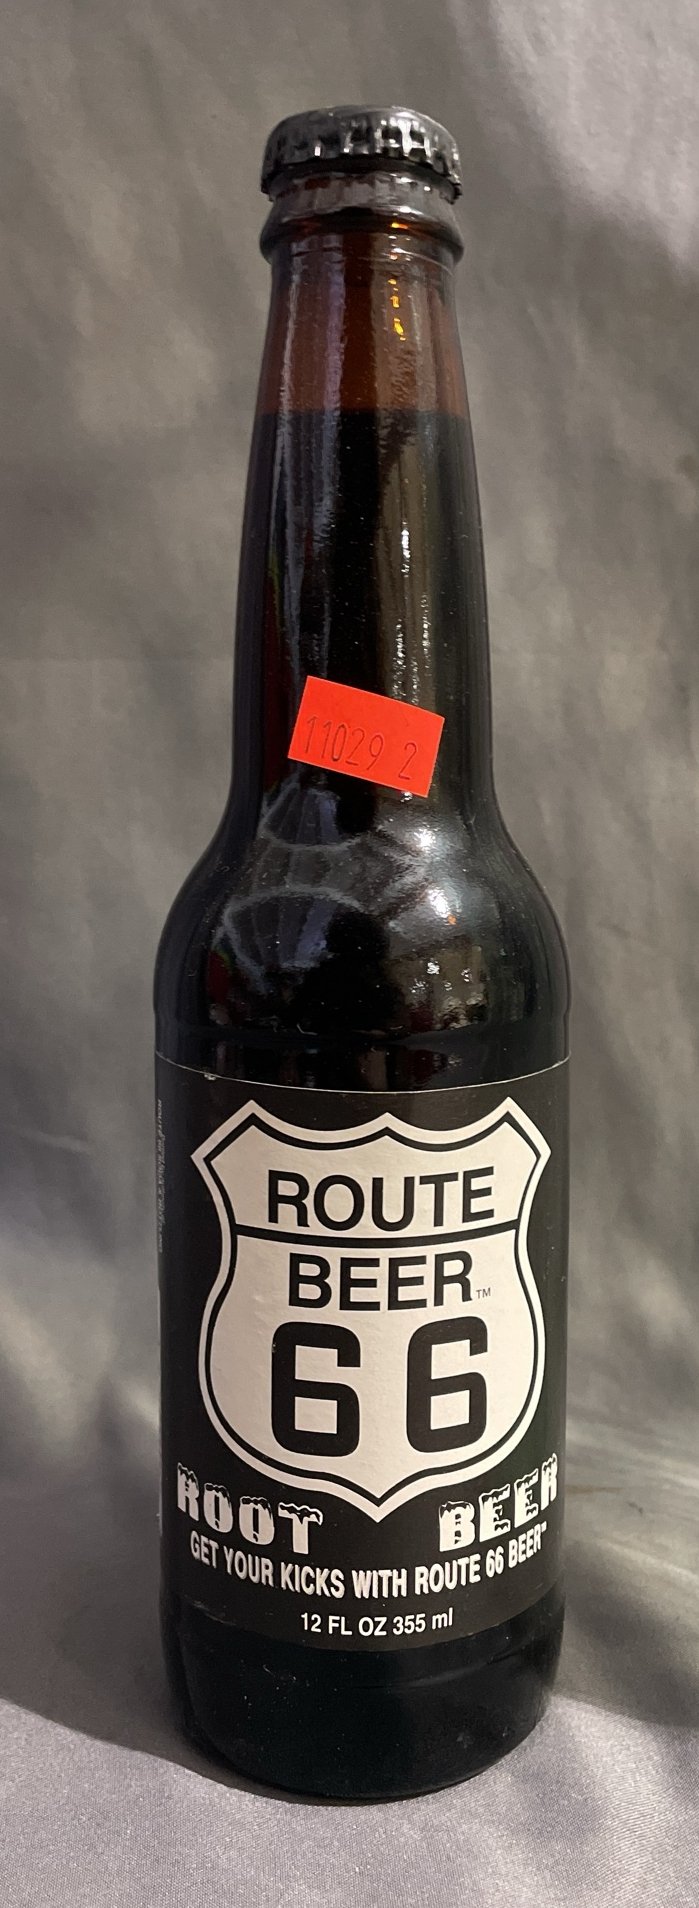 11029 2
ROUTE
BEER™
66
ROOT BEER
GET YOUR KICKS WITH ROUTE 66 BEER™
12 FL OZ 355 ml